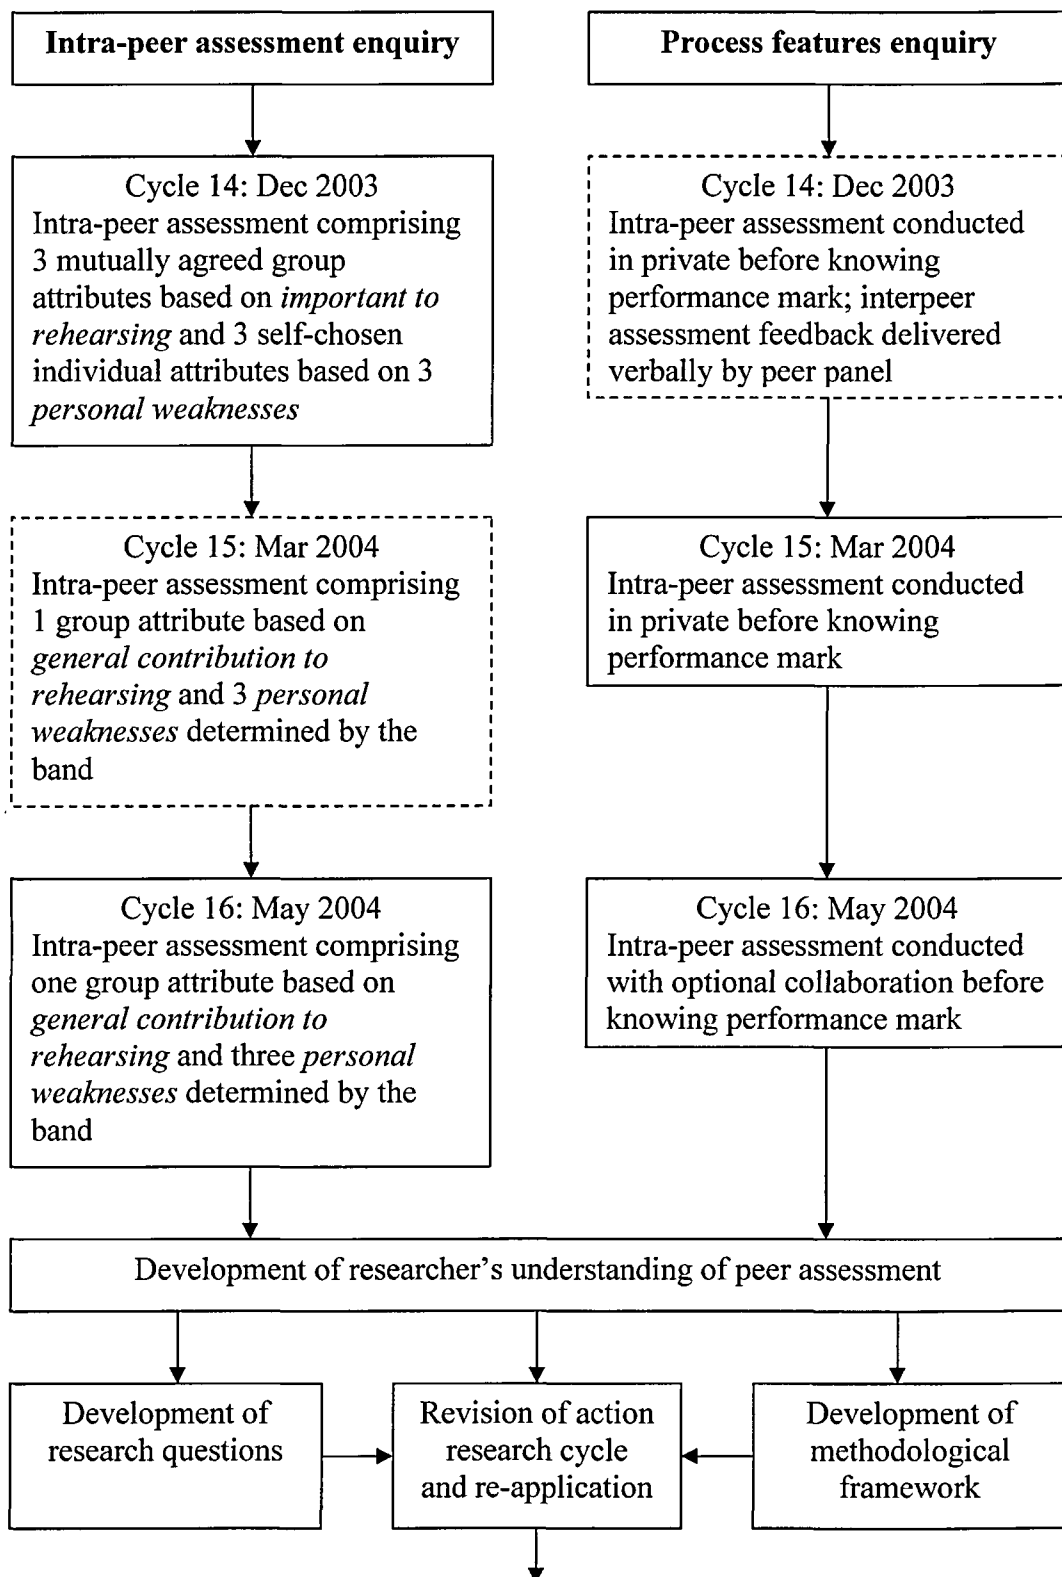 Intra-peer assessment enquiry
Process features enquiry
Cycle 14: Dec 2003
Intra-peer assessment comprising
3 mutually agreed group
attributes based on important to
rehearsing and 3 self-chosen
individual attributes based on 3
personal weaknesses
Cycle 14: Dec 2003
Intra-peer assessment conducted
in private before knowing
performance mark; interpeer
assessment feedback delivered
verbally by peer panel
Cycle 15: Mar 2004
Intra-peer assessment comprising
1 group attribute based on
general contribution to
rehearsing and 3 personal
weaknesses determined by the
band
Cycle 15: Mar 2004
Intra-peer assessment conducted
in private before knowing
performance mark
Cycle 16: May 2004
Intra-peer assessment comprising
one group attribute based on
general contribution to
rehearsing and three personal
weaknesses determined by the
band
Cycle 16: May 2004
Intra-peer assessment conducted
with optional collaboration before
knowing performance mark
Development of researcher's understanding of peer assessment
Development of
research questions
Revision of action
research cycle
and re-application
Development of
methodological
framework